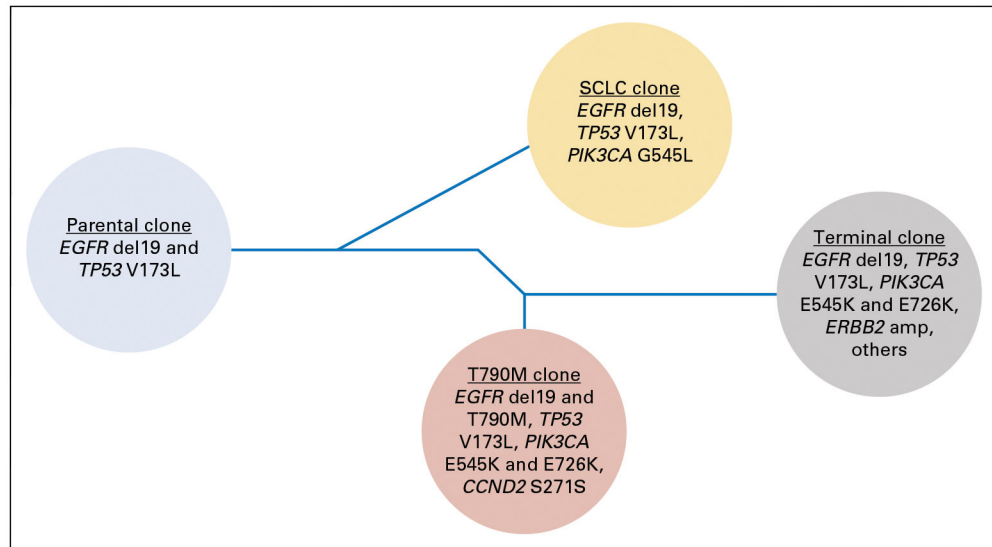 Parental clone
EGFR del19 and
TP53 V173L
SCLC clone
EGFR del19,
TP53 V173L,
PIK3CA G545L
T790M clone
EGFR del19 and
T790M, TP53
V173L, PIK3CA
E545K and E726K,
CCND2 S271S
Terminal clone
EGFR del19, TP53
V173L, PIK3CA
E545K and E726K,
ERBB2 amp,
others